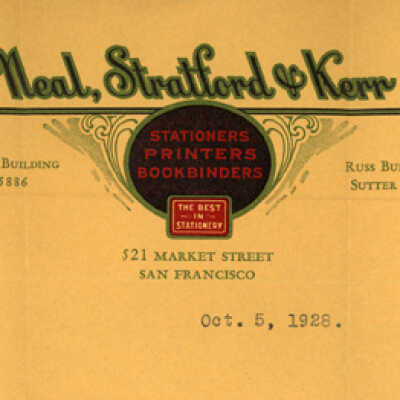 Neal, Stratford & Kerr
STATIONERS
PRINTERS
BOOKBINDERS
BUILDING
5886
RUSS BU
SUTTER
THE BEST
IN
STATIONERY
521 MARKET STREET
SAN FRANCISCO
Oct. 5, 1928.